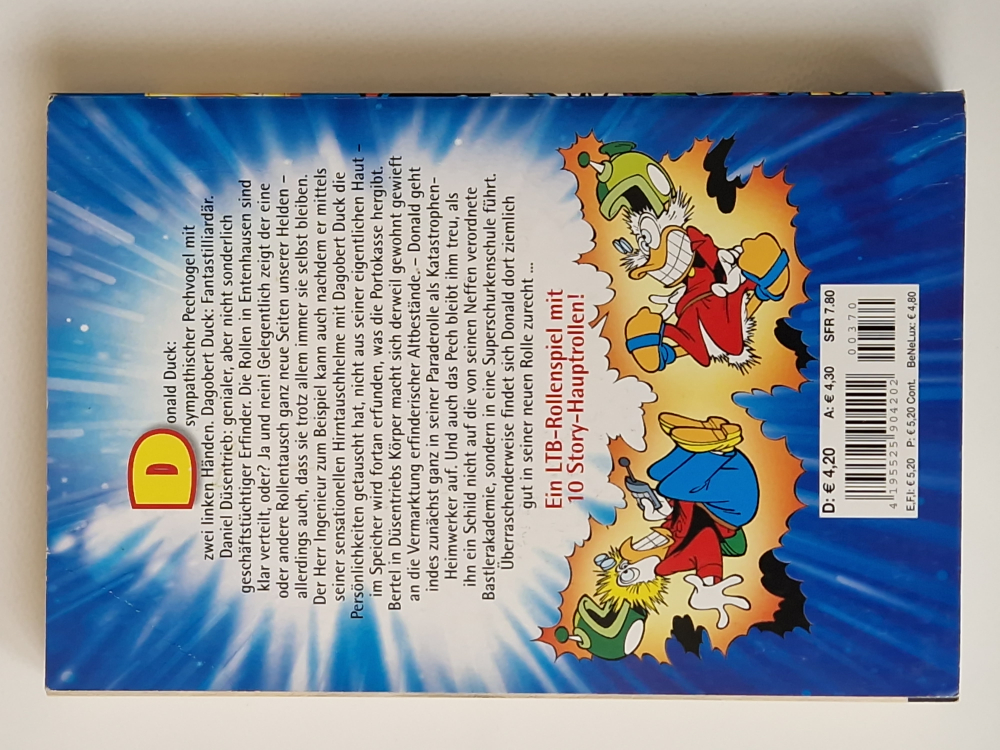 Donald Duck:
sympathischer Pechvogel mit
zwei linken Händen. Dagobert Duck: Fantastilliardär.
Daniel Düsentrieb: genialer, aber nicht sonderlich
geschäftstüchtiger Erfinder. Die Rollen in Entenhausen sind
klar verteilt, oder? Ja und nein! Gelegentlich zeigt der eine
oder andere Rollentausch ganz neue Seiten unserer Helden –
allerdings auch, dass sie trotz allem immer sie selbst bleiben.
Der Herr Ingenieur zum Beispiel kann auch nachdem er mittels
seiner sensationellen Hirntauschhelme mit Dagobert Duck die
Persönlichkeiten getauscht hat, nicht aus seiner eigentlichen Haut –
im Speicher wird fortan erfunden, was die Portokasse hergibt.
Bertel in Düsentriebs Körper macht sich derweil gewohnt gewieft
an die Vermarktung erfinderischer Altbestände. – Donald geht
indes zunächst ganz in seiner Paraderolle als Katastrophen-
Heimwerker auf. Und auch das Pech bleibt ihm treu, als
ihn ein Schild nicht auf die von seinen Neffen verordnete
Bastlerakademie, sondern in eine Superschurkenschule führt.
Überraschenderweise findet sich Donald dort ziemlich
gut in seiner neuen Rolle zurecht ...
Ein LTB-Rollenspiel mit
10 Story-Hauptrollen!
D: € 4,20 A: € 4,30 SFR 7.80
00370
4 195525 904202
E,F,I: € 5,20 P: € 5,20 Cont. BeNeLux: € 4,80